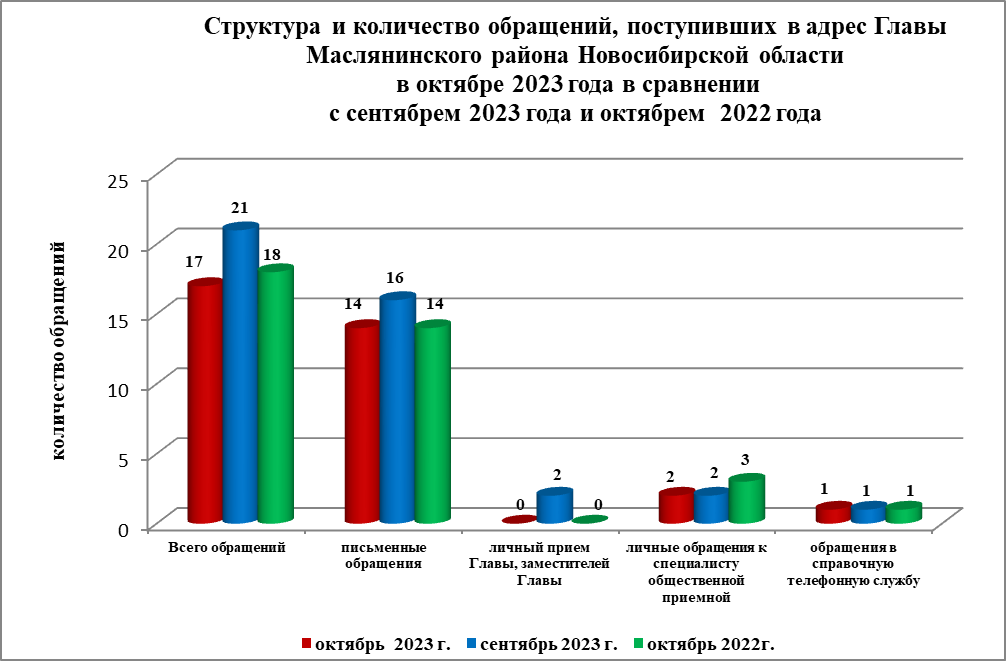 Структура и количество обращений, поступивших в адрес Главы
Маслянинского района Новосибирской области
в октябре 2023 года в сравнении
с сентябрем 2023 года и октябрем 2022 года
количество обращений
25
20
15
10
5
0
17
21
18
14
16
14
0
2
0
2
2
3
1
1
1
Всего обращений
письменные
обращения
личный прием
Главы, заместителей
Главы
личные обращения к
специалисту
общественной
приемной
обращения в
справочную
телефонную службу
октябрь 2023 г.
сентябрь 2023 г.
октябрь 2022г.